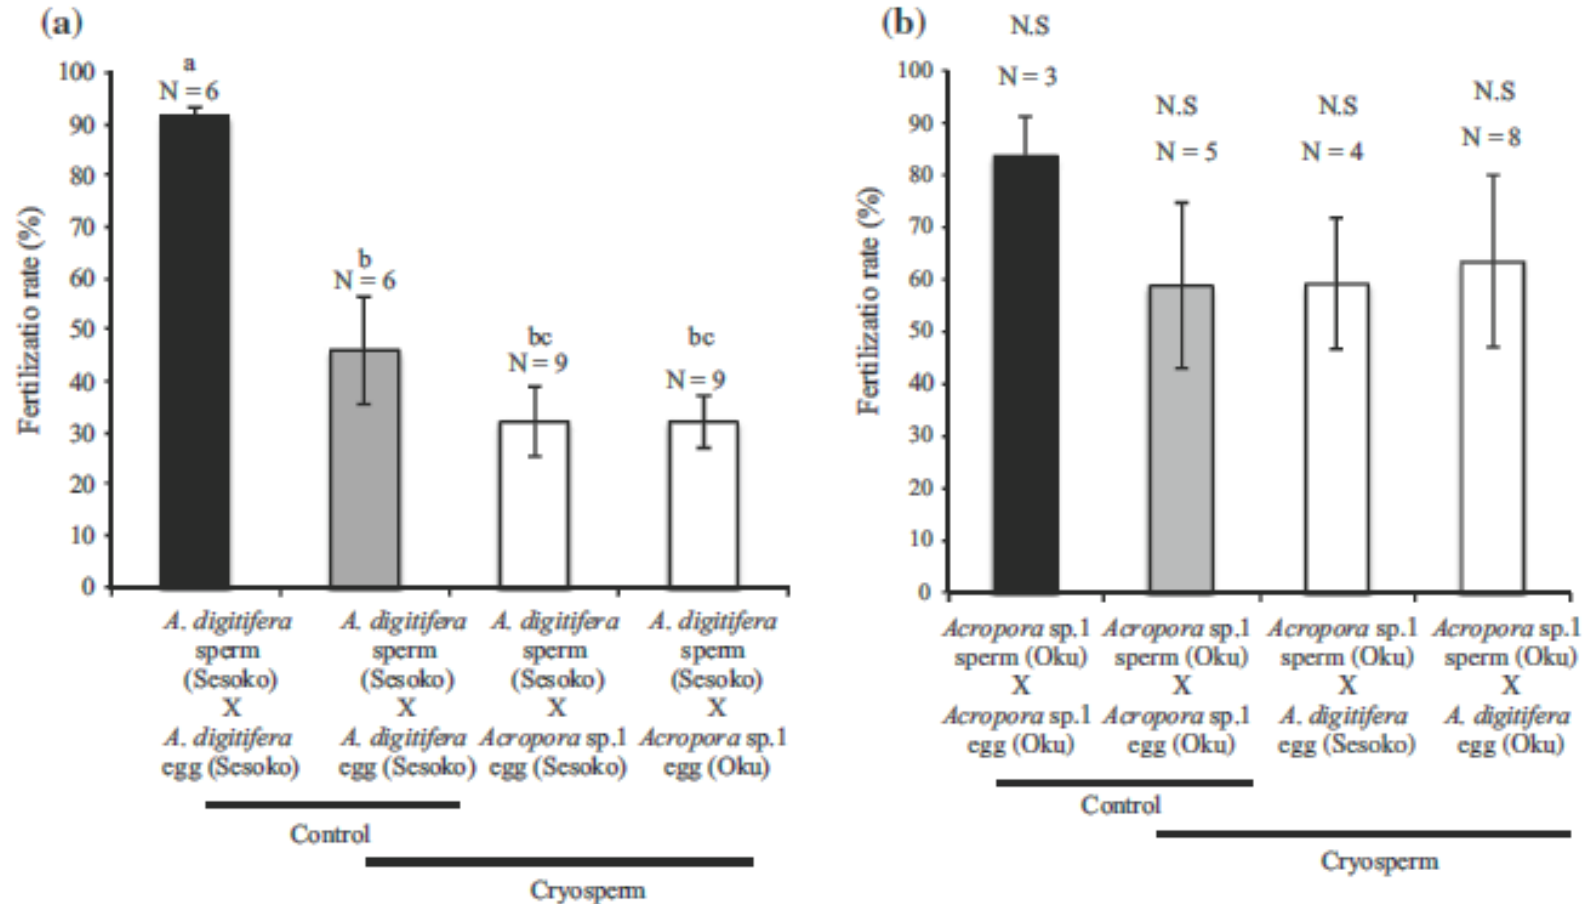 (a)
a
N = 6
b
N = 6
bc
N = 9
bc
N = 9
100
90
80
70
60
50
40
30
20
10
0
Fertilizatio rate (%)
A. digitifera
sperm
(Sesoko)
X
A. digitifera
egg (Sesoko)
A. digitifera
sperm
(Sesoko)
X
A. digitifera
egg (Sesoko)
A. digitifera
sperm
(Sesoko)
X
Acropora sp.1
egg (Sesoko)
A. digitifera
sperm
(Sesoko)
X
Acropora sp.1
egg (Oku)
Control
Cryosperm
(b)
N.S
N = 3
N.S
N = 5
N.S
N = 4
N.S
N = 8
100
90
80
70
60
50
40
30
20
10
0
Fertilizatio rate (%)
Acropora sp.1
sperm (Oku)
X
Acropora sp.1
egg (Oku)
Acropora sp.1
sperm (Oku)
X
Acropora sp.1
egg (Oku)
Acropora sp.1
sperm (Oku)
X
A. digitifera
egg (Sesoko)
Acropora sp.1
sperm (Oku)
X
A. digitifera
egg (Oku)
Control
Cryosperm